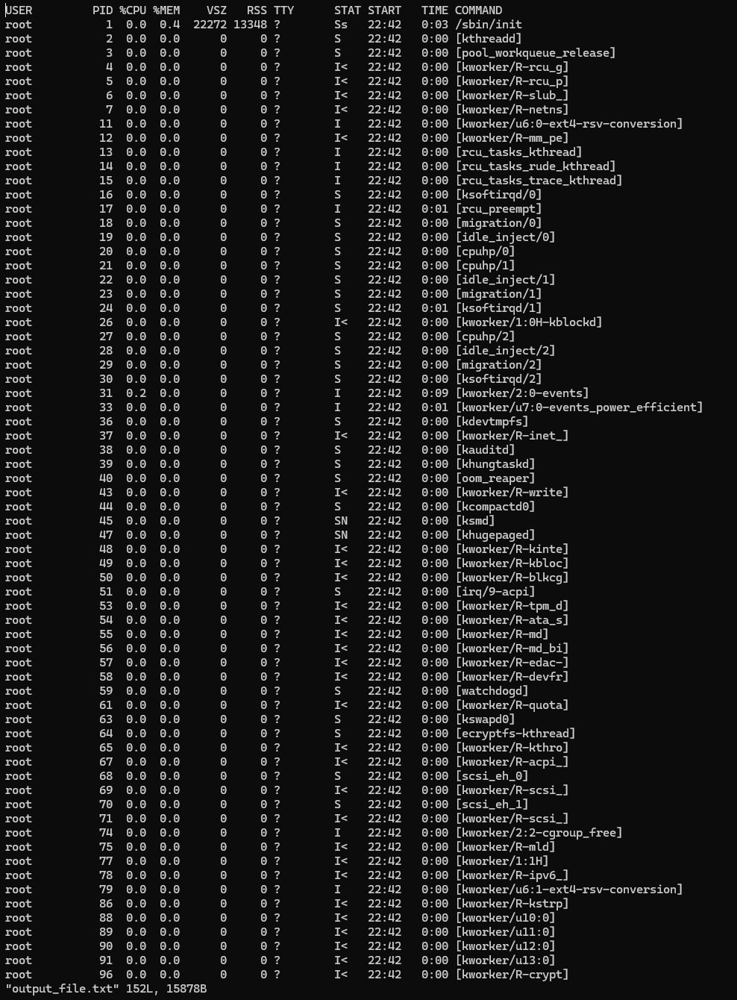 USER         PID %CPU %MEM    VSZ   RSS TTY      STAT START   TIME COMMAND
root           1  0.0  0.4  22272 13348 ?        Ss   22:42   0:03 /sbin/init
root           2  0.0  0.0      0     0 ?        S    22:42   0:00 [kthreadd]
root           3  0.0  0.0      0     0 ?        S    22:42   0:00 [pool_workqueue_release]
root           4  0.0  0.0      0     0 ?        I<   22:42   0:00 [kworker/R-rcu_g]
root           5  0.0  0.0      0     0 ?        I<   22:42   0:00 [kworker/R-rcu_p]
root           6  0.0  0.0      0     0 ?        I<   22:42   0:00 [kworker/R-slub_]
root           7  0.0  0.0      0     0 ?        I<   22:42   0:00 [kworker/R-netns]
root          11  0.0  0.0      0     0 ?        I    22:42   0:00 [kworker/u6:0-ext4-rsv-conversion]
root          12  0.0  0.0      0     0 ?        I<   22:42   0:00 [kworker/R-mm_pe]
root          13  0.0  0.0      0     0 ?        I    22:42   0:00 [rcu_tasks_kthread]
root          14  0.0  0.0      0     0 ?        I    22:42   0:00 [rcu_tasks_rude_kthread]
root          15  0.0  0.0      0     0 ?        I    22:42   0:00 [rcu_tasks_trace_kthread]
root          16  0.0  0.0      0     0 ?        S    22:42   0:00 [ksoftirqd/0]
root          17  0.0  0.0      0     0 ?        I    22:42   0:01 [rcu_preempt]
root          18  0.0  0.0      0     0 ?        S    22:42   0:00 [migration/0]
root          19  0.0  0.0      0     0 ?        S    22:42   0:00 [idle_inject/0]
root          20  0.0  0.0      0     0 ?        S    22:42   0:00 [cpuhp/0]
root          21  0.0  0.0      0     0 ?        S    22:42   0:00 [cpuhp/1]
root          22  0.0  0.0      0     0 ?        S    22:42   0:00 [idle_inject/1]
root          23  0.0  0.0      0     0 ?        S    22:42   0:00 [migration/1]
root          24  0.0  0.0      0     0 ?        S    22:42   0:01 [ksoftirqd/1]
root          26  0.0  0.0      0     0 ?        I<   22:42   0:00 [kworker/1:0H-kblockd]
root          27  0.0  0.0      0     0 ?        S    22:42   0:00 [cpuhp/2]
root          28  0.0  0.0      0     0 ?        S    22:42   0:00 [idle_inject/2]
root          29  0.0  0.0      0     0 ?        S    22:42   0:00 [migration/2]
root          30  0.0  0.0      0     0 ?        S    22:42   0:00 [ksoftirqd/2]
root          31  0.2  0.0      0     0 ?        I    22:42   0:09 [kworker/2:0-events]
root          33  0.0  0.0      0     0 ?        I    22:42   0:01 [kworker/u7:0-events_power_efficient]
root          36  0.0  0.0      0     0 ?        S    22:42   0:00 [kdevtmpfs]
root          37  0.0  0.0      0     0 ?        I<   22:42   0:00 [kworker/R-inet_]
root          38  0.0  0.0      0     0 ?        S    22:42   0:00 [kauditd]
root          39  0.0  0.0      0     0 ?        S    22:42   0:00 [khungtaskd]
root          40  0.0  0.0      0     0 ?        S    22:42   0:00 [oom_reaper]
root          43  0.0  0.0      0     0 ?        I<   22:42   0:00 [kworker/R-write]
root          44  0.0  0.0      0     0 ?        S    22:42   0:00 [kcompactd0]
root          45  0.0  0.0      0     0 ?        SN   22:42   0:00 [ksmd]
root          47  0.0  0.0      0     0 ?        SN   22:42   0:00 [khugepaged]
root          48  0.0  0.0      0     0 ?        I<   22:42   0:00 [kworker/R-kinte]
root          49  0.0  0.0      0     0 ?        I<   22:42   0:00 [kworker/R-kbloc]
root          50  0.0  0.0      0     0 ?        I<   22:42   0:00 [kworker/R-blkcg]
root          51  0.0  0.0      0     0 ?        S    22:42   0:00 [irq/9-acpi]
root          53  0.0  0.0      0     0 ?        I<   22:42   0:00 [kworker/R-tpm_d]
root          54  0.0  0.0      0     0 ?        I<   22:42   0:00 [kworker/R-ata_s]
root          55  0.0  0.0      0     0 ?        I<   22:42   0:00 [kworker/R-md]
root          56  0.0  0.0      0     0 ?        I<   22:42   0:00 [kworker/R-md_bi]
root          57  0.0  0.0      0     0 ?        I<   22:42   0:00 [kworker/R-edac-]
root          58  0.0  0.0      0     0 ?        I<   22:42   0:00 [kworker/R-devfr]
root          59  0.0  0.0      0     0 ?        S    22:42   0:00 [watchdogd]
root          61  0.0  0.0      0     0 ?        I<   22:42   0:00 [kworker/R-quota]
root          63  0.0  0.0      0     0 ?        S    22:42   0:00 [kswapd0]
root          64  0.0  0.0      0     0 ?        S    22:42   0:00 [ecryptfs-kthread]
root          65  0.0  0.0      0     0 ?        I<   22:42   0:00 [kworker/R-kthro]
root          67  0.0  0.0      0     0 ?        I<   22:42   0:00 [kworker/R-acpi_]
root          68  0.0  0.0      0     0 ?        S    22:42   0:00 [scsi_eh_0]
root          69  0.0  0.0      0     0 ?        I<   22:42   0:00 [kworker/R-scsi_]
root          70  0.0  0.0      0     0 ?        S    22:42   0:00 [scsi_eh_1]
root          71  0.0  0.0      0     0 ?        I<   22:42   0:00 [kworker/R-scsi_]
root          74  0.0  0.0      0     0 ?        I    22:42   0:00 [kworker/2:2-cgroup_free]
root          75  0.0  0.0      0     0 ?        I<   22:42   0:00 [kworker/R-mld]
root          77  0.0  0.0      0     0 ?        I<   22:42   0:00 [kworker/1:1H]
root          78  0.0  0.0      0     0 ?        I<   22:42   0:00 [kworker/R-ipv6_]
root          79  0.0  0.0      0     0 ?        I    22:42   0:00 [kworker/u6:1-ext4-rsv-conversion]
root          86  0.0  0.0      0     0 ?        I<   22:42   0:00 [kworker/R-kstrp]
root          88  0.0  0.0      0     0 ?        I<   22:42   0:00 [kworker/u10:0]
root          89  0.0  0.0      0     0 ?        I<   22:42   0:00 [kworker/u11:0]
root          90  0.0  0.0      0     0 ?        I<   22:42   0:00 [kworker/u12:0]
root          91  0.0  0.0      0     0 ?        I<   22:42   0:00 [kworker/u13:0]
root          96  0.0  0.0      0     0 ?        I<   22:42   0:00 [kworker/R-crypt]
"output_file.txt" 152L, 15878B